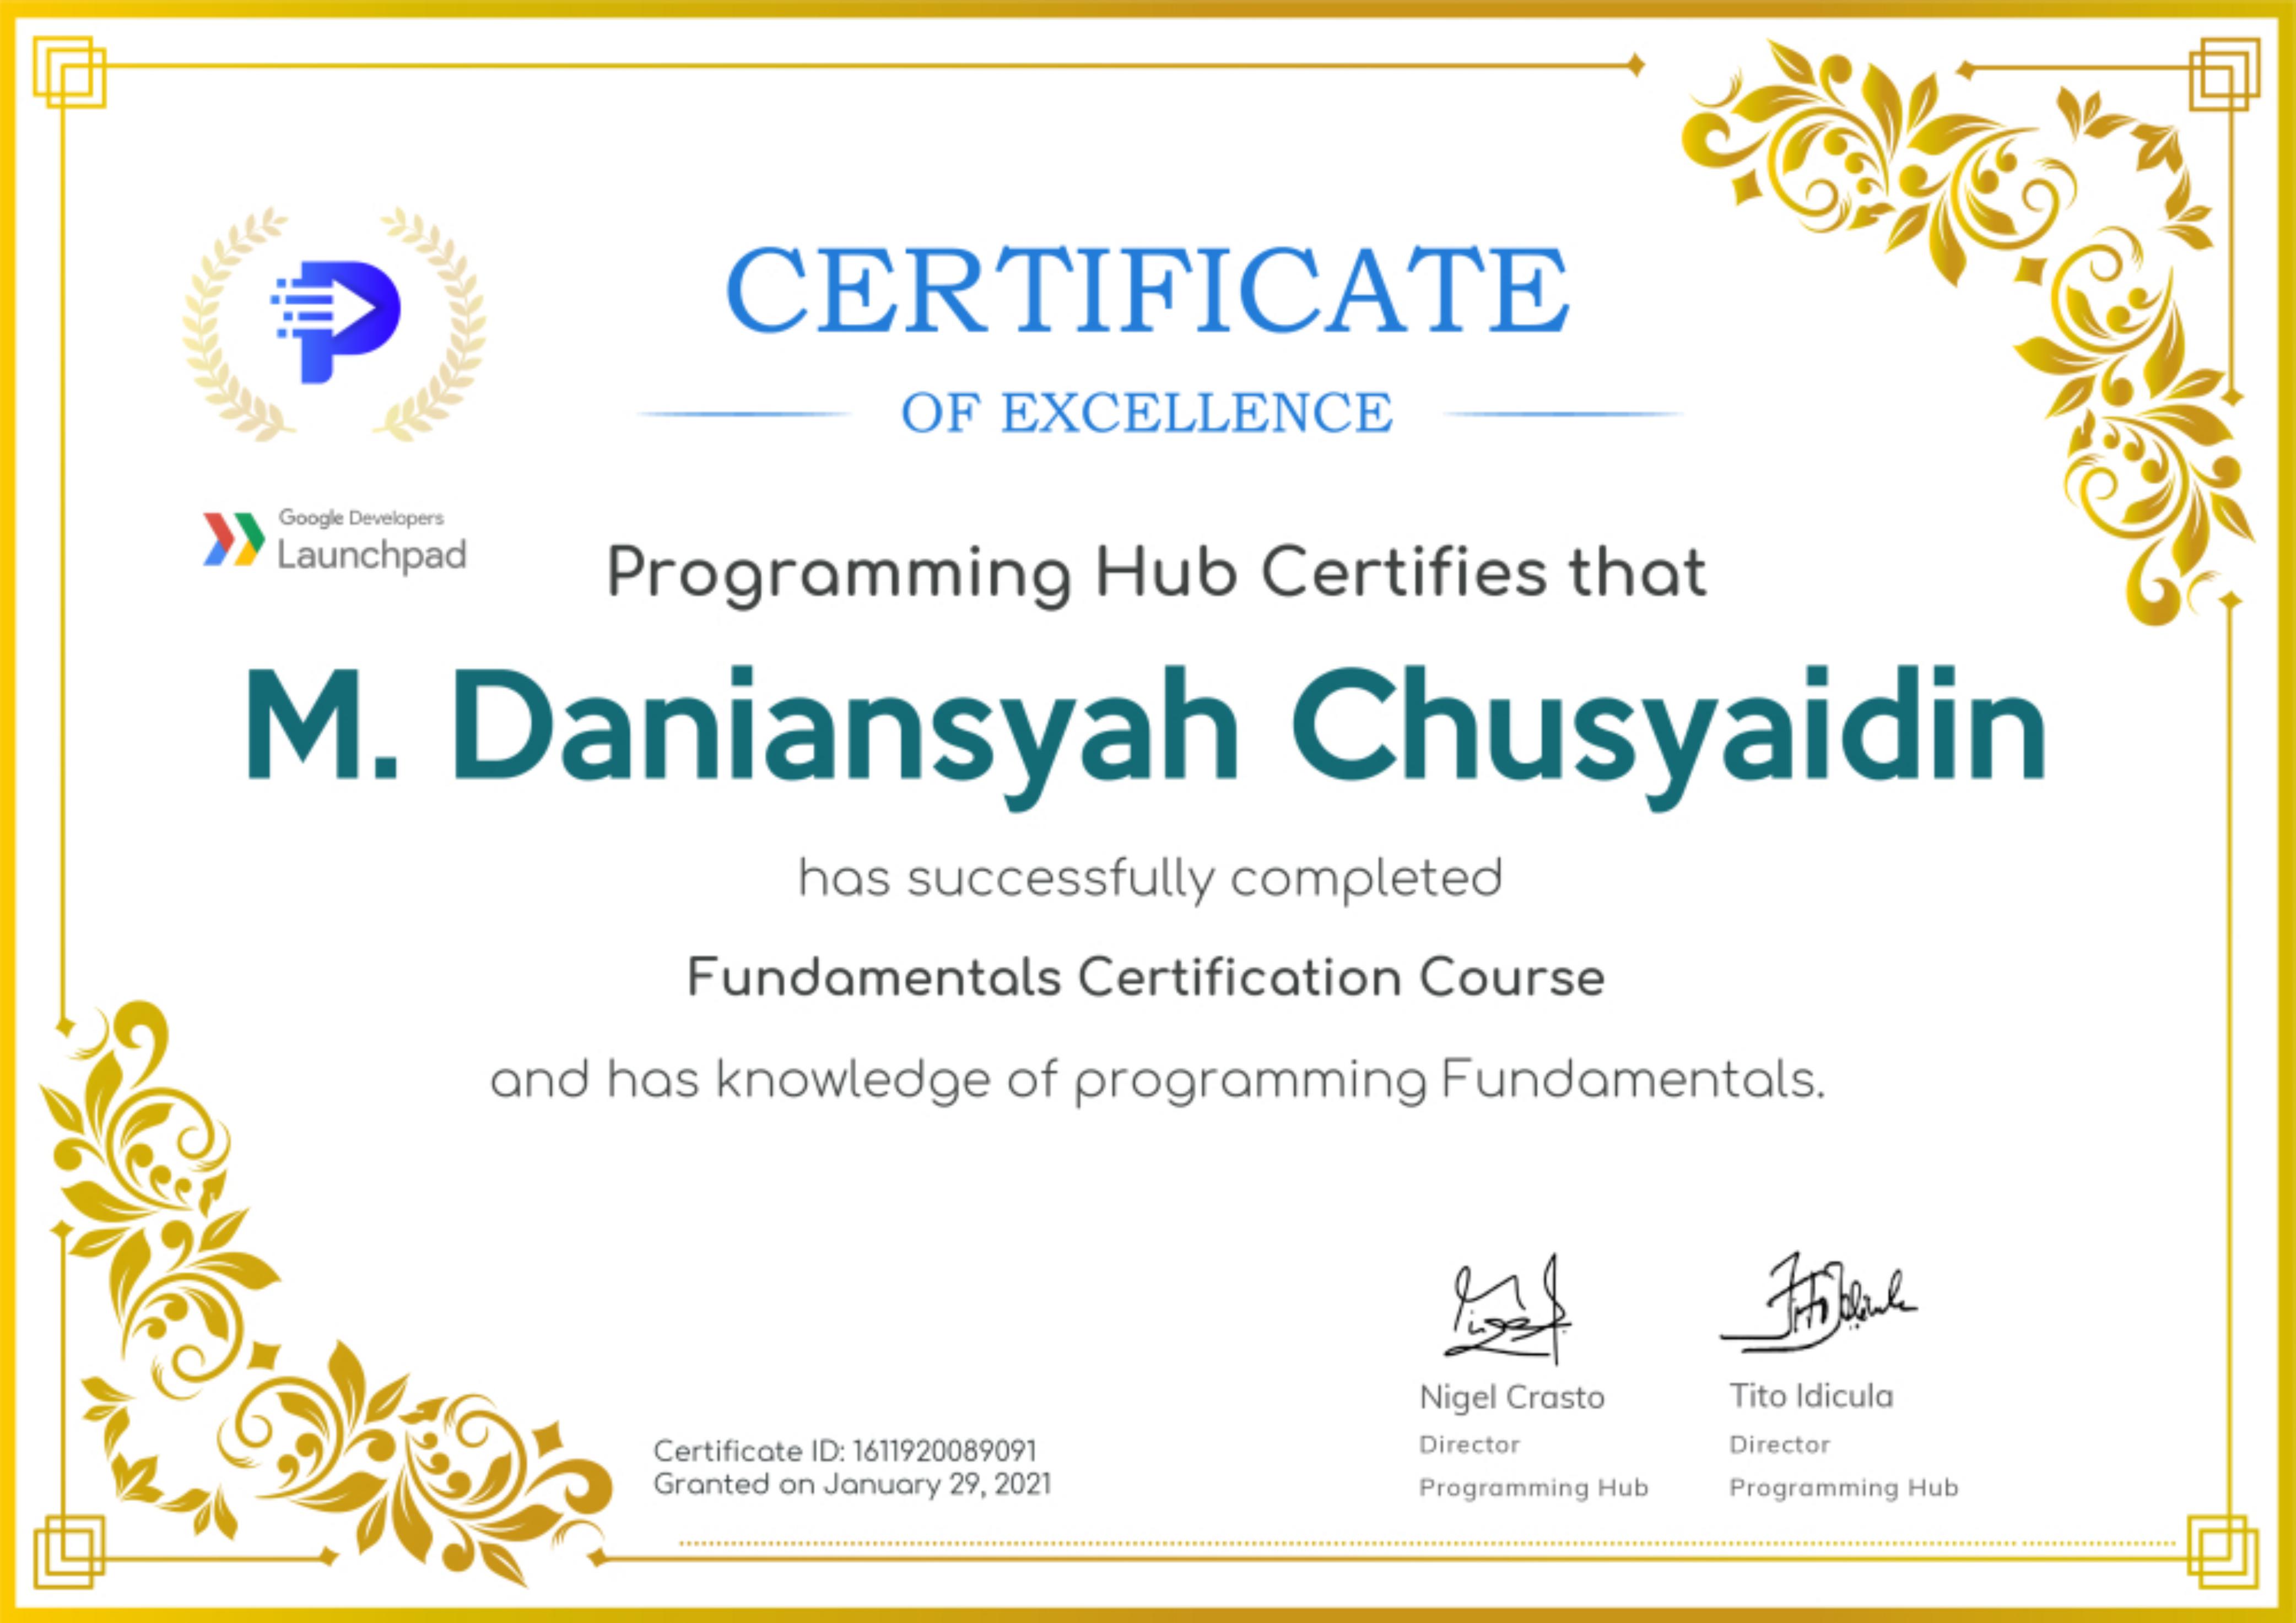 CERTIFICATE
OF EXCELLENCE
Google Developers
Launchpad
Programming Hub Certifies that
M. Daniansyah Chusyaidin
has successfully completed
Fundamentals Certification Course
and has knowledge of programming Fundamentals.
Nigel Crasto
Director
Programming Hub
Tito Idicula
Director
Programming Hub
Certificate ID: 1611920089091
Granted on January 29, 2021